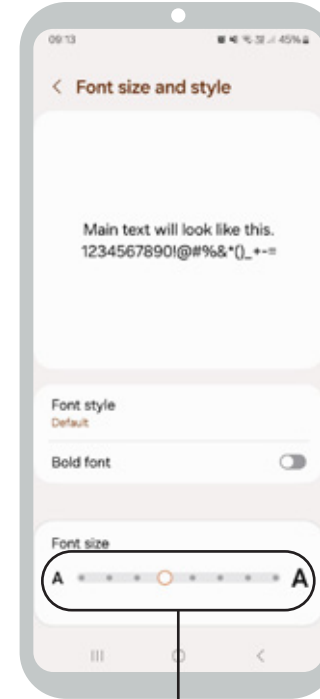 09:13 45%
< Font size and style
Main text will look like this.
1234567890!@#%&*()_+-=
Font style
Default
Bold font
Font size
A A